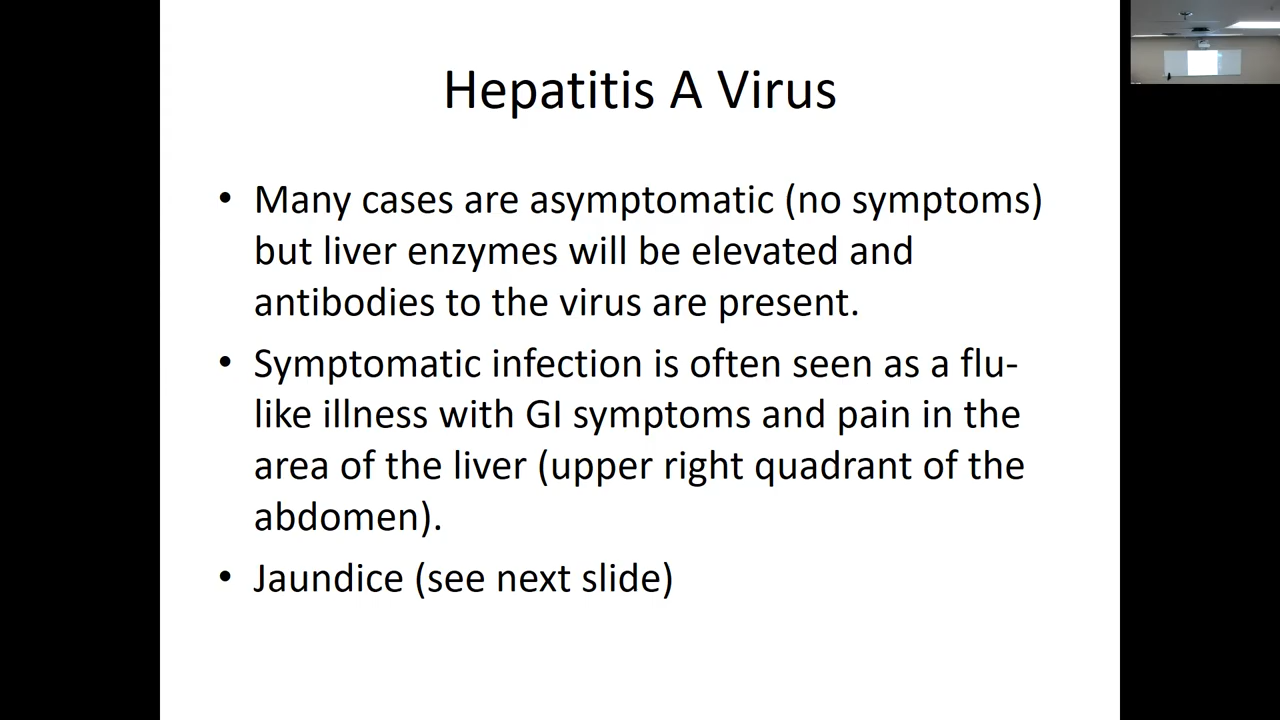 Hepatitis A Virus
• Many cases are asymptomatic (no symptoms)
but liver enzymes will be elevated and
antibodies to the virus are present.
• Symptomatic infection is often seen as a flu-
like illness with GI symptoms and pain in the
area of the liver (upper right quadrant of the
abdomen).
• Jaundice (see next slide)